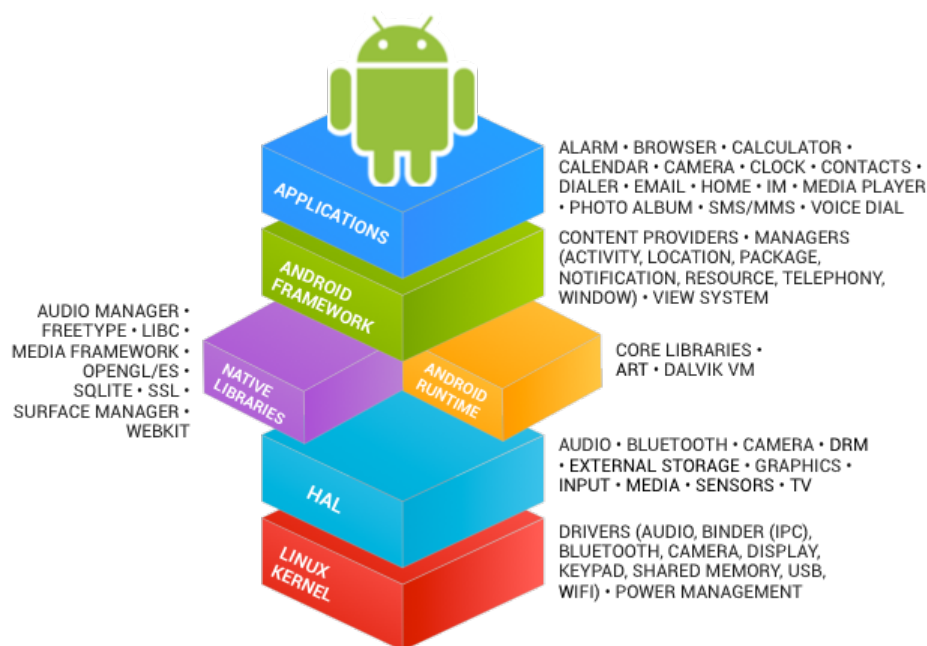 APPLICATIONS
ALARM • BROWSER • CALCULATOR •
CALENDAR • CAMERA • CLOCK • CONTACTS •
DIALER • EMAIL • HOME • IM • MEDIA PLAYER
• PHOTO ALBUM • SMS/MMS • VOICE DIAL
ANDROID
FRAMEWORK
CONTENT PROVIDERS • MANAGERS
(ACTIVITY, LOCATION, PACKAGE,
NOTIFICATION, RESOURCE, TELEPHONY,
WINDOW) • VIEW SYSTEM
AUDIO MANAGER •
FREETYPE • LIBC •
MEDIA FRAMEWORK •
OPENGL/ES •
SQLITE • SSL •
SURFACE MANAGER •
WEBKIT
NATIVE
LIBRARIES
ANDROID
RUNTIME
CORE LIBRARIES •
ART • DALVIK VM
HAL
AUDIO • BLUETOOTH • CAMERA • DRM
• EXTERNAL STORAGE • GRAPHICS •
INPUT • MEDIA • SENSORS • TV
LINUX
KERNEL
DRIVERS (AUDIO, BINDER (IPC),
BLUETOOTH, CAMERA, DISPLAY,
KEYPAD, SHARED MEMORY, USB,
WIFI) • POWER MANAGEMENT